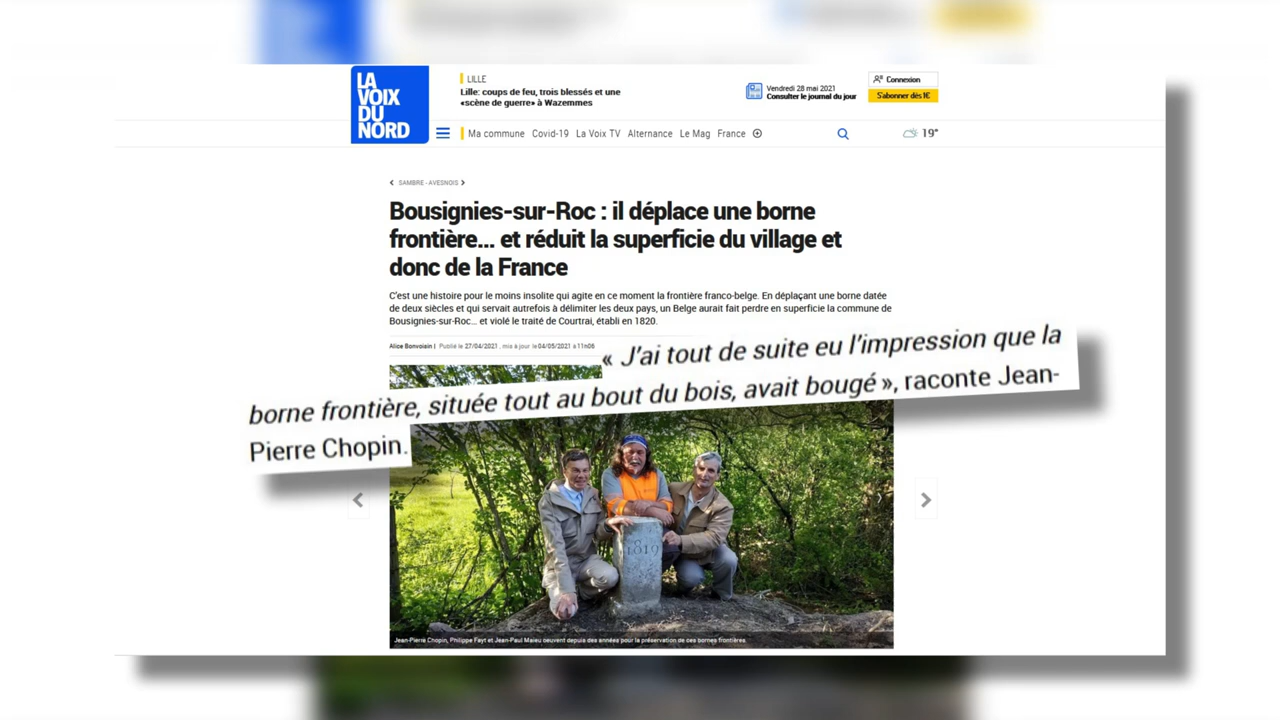 LA
VOIX
DU
NORD
LILLE
Lille: coups de feu, trois blessés et une
«scène de guerre» à Wazemmes
Vendredi 28 mai 2021
Consulter le journal du jour
Connexion
S'abonner dès 1€
Ma commune Covid-19 La Voix TV Alternance Le Mag France
19°
SAMBRE - AVESNOIS
Bousignies-sur-Roc : il déplace une borne
frontière... et réduit la superficie du village et
donc de la France
C'est une histoire pour le moins insolite qui agite en ce moment la frontière franco-belge. En déplaçant une borne datée
de deux siècles et qui servait autrefois à délimiter les deux pays, un Belge aurait fait perdre en superficie la commune de
Bousignies-sur-Roc... et violé le traité de Courtrai, établi en 1820.
Alice Bonvoisin | Publié le 27/04/2021 , mis à jour le 04/05/2021 à 11h06
« J'ai tout de suite eu l'impression que la
borne frontière, située tout au bout du bois, avait bougé », raconte Jean-
Pierre Chopin.
1819
Jean-Pierre Chopin, Philippe Fayt et Jean-Paul Maieu oeuvent depuis des années pour la préservation de ces bornes frontières.